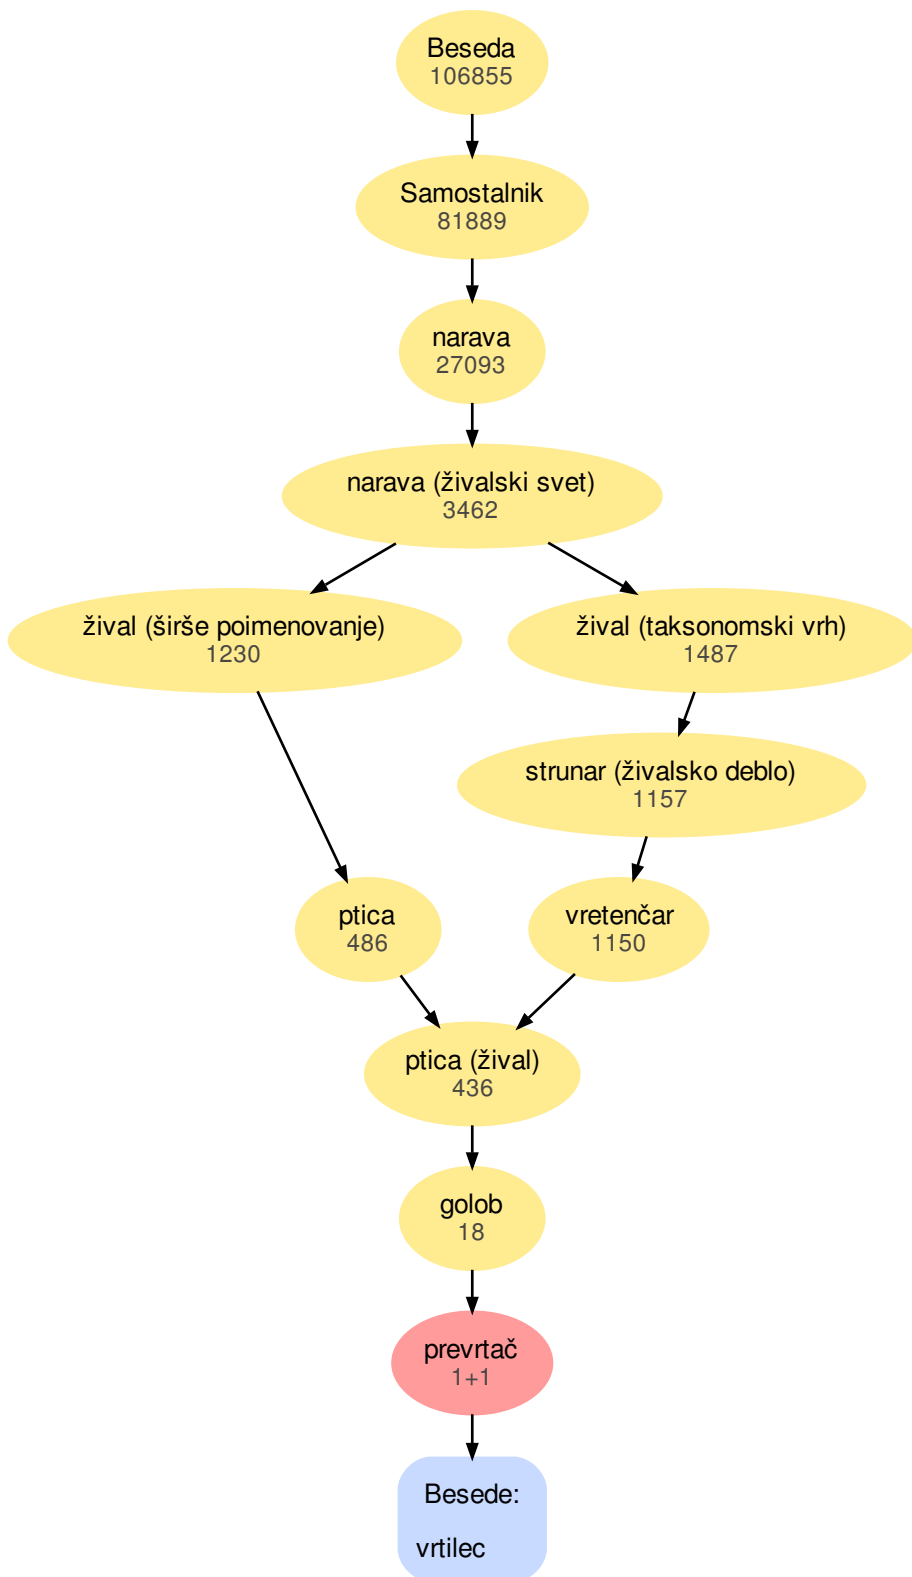 Beseda
106855
Samostalnik
81889
narava
27093
narava (živalski svet)
3462
žival (širše poimenovanje)
1230
žival (taksonomski vrh)
1487
strunar (živalsko deblo)
1157
ptica
486
vretenčar
1150
ptica (žival)
436
golob
18
prevrtač
1+1
Besede:
vrtilec